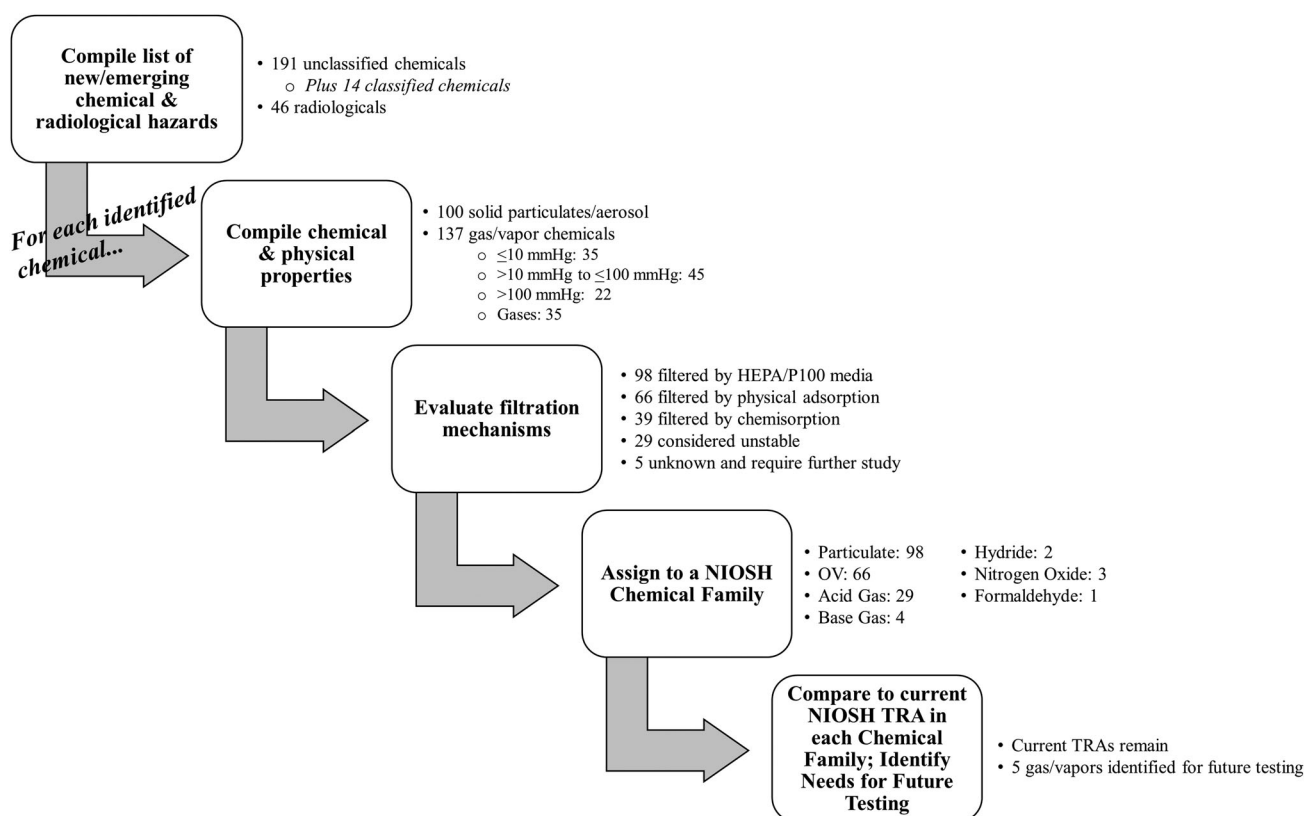 Compile list of
new/emerging
chemical &
radiological hazards
• 191 unclassified chemicals
o Plus 14 classified chemicals
• 46 radiologicals
For each identified
chemical...
Compile chemical
& physical
properties
• 100 solid particulates/aerosol
• 137 gas/vapor chemicals
o ≤10 mmHg: 35
o >10 mmHg to ≤100 mmHg: 45
o >100 mmHg: 22
o Gases: 35
Evaluate filtration
mechanisms
• 98 filtered by HEPA/P100 media
• 66 filtered by physical adsorption
• 39 filtered by chemisorption
• 29 considered unstable
• 5 unknown and require further study
Assign to a NIOSH
Chemical Family
• Particulate: 98
• OV: 66
• Acid Gas: 29
• Base Gas: 4
• Hydride: 2
• Nitrogen Oxide: 3
• Formaldehyde: 1
Compare to current
NIOSH TRA in
each Chemical
Family; Identify
Needs for Future
Testing
• Current TRAs remain
• 5 gas/vapors identified for future testing